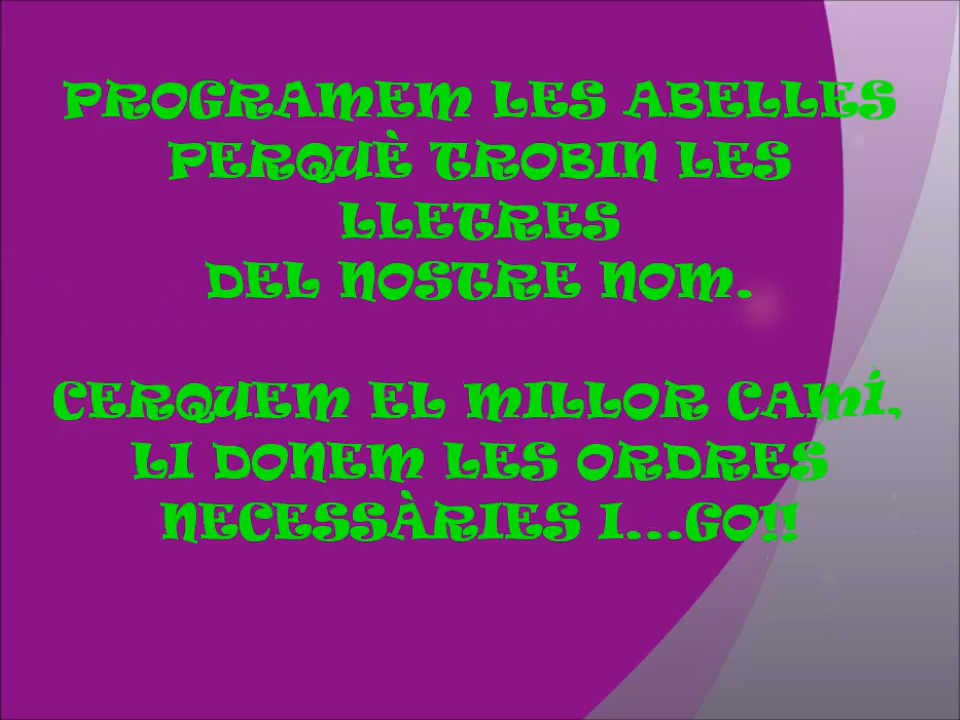 PROGRAMEM LES ABELLES
PERQUÈ TROBIN LES
LLETRES
DEL NOSTRE NOM.
CERQUEM EL MILLOR CAMÍ,
LI DONEM LES ORDRES
NECESSÀRIES I...GO!!